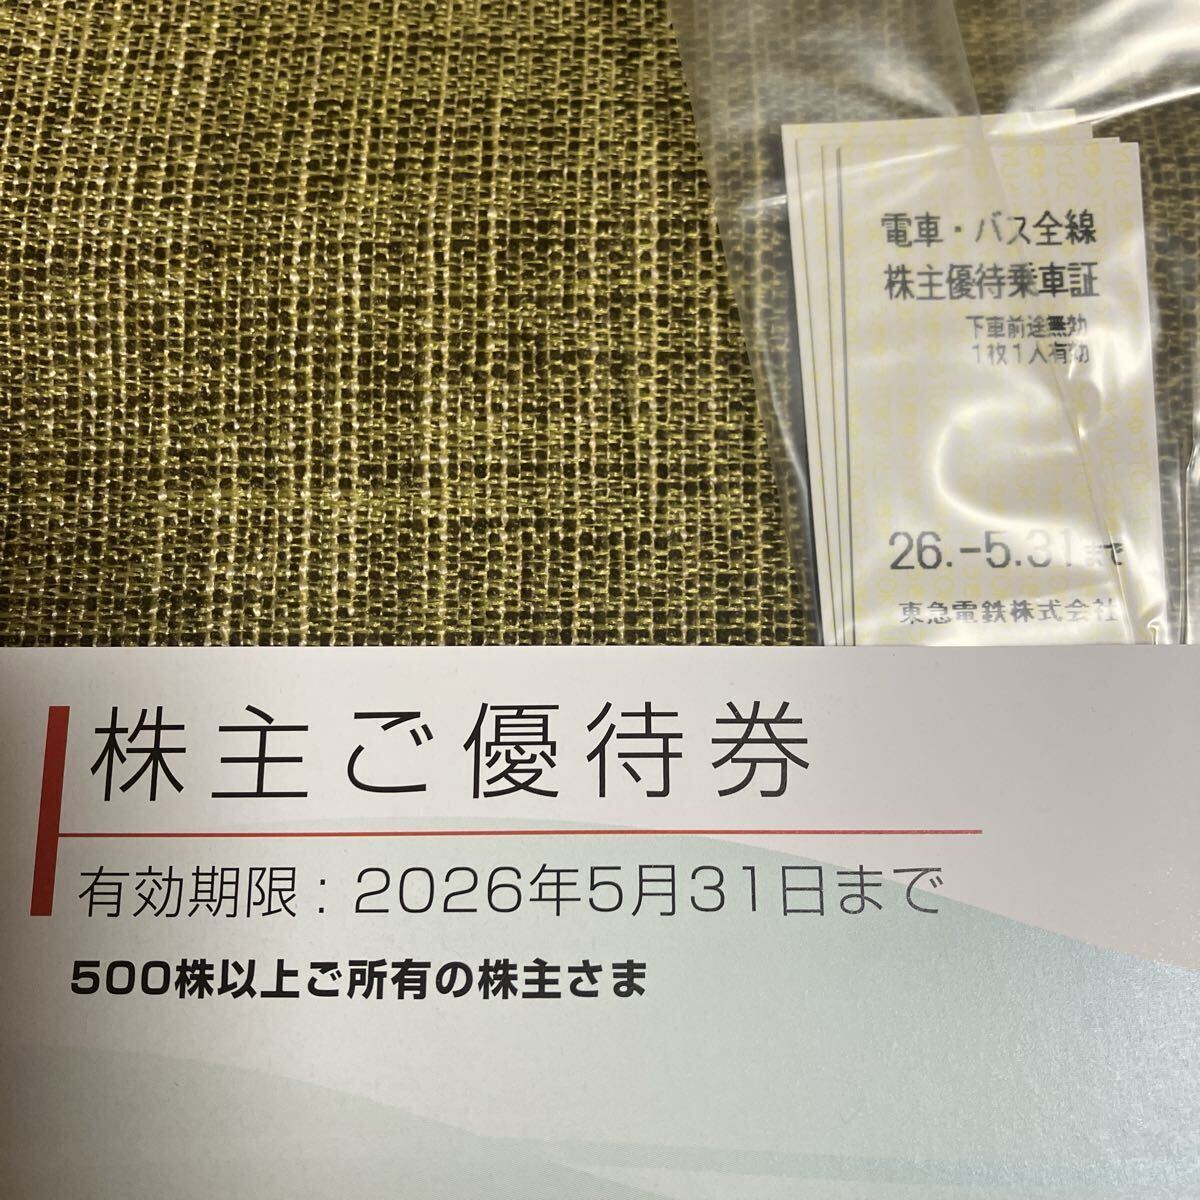 電車・バス全線
株主優待乗車証
下車前途無効
1枚1人有効
26.-5.31まで
東急電鉄株式会社
株主ご優待券
有効期限：2026年5月31日まで
500株以上ご所有の株主さま